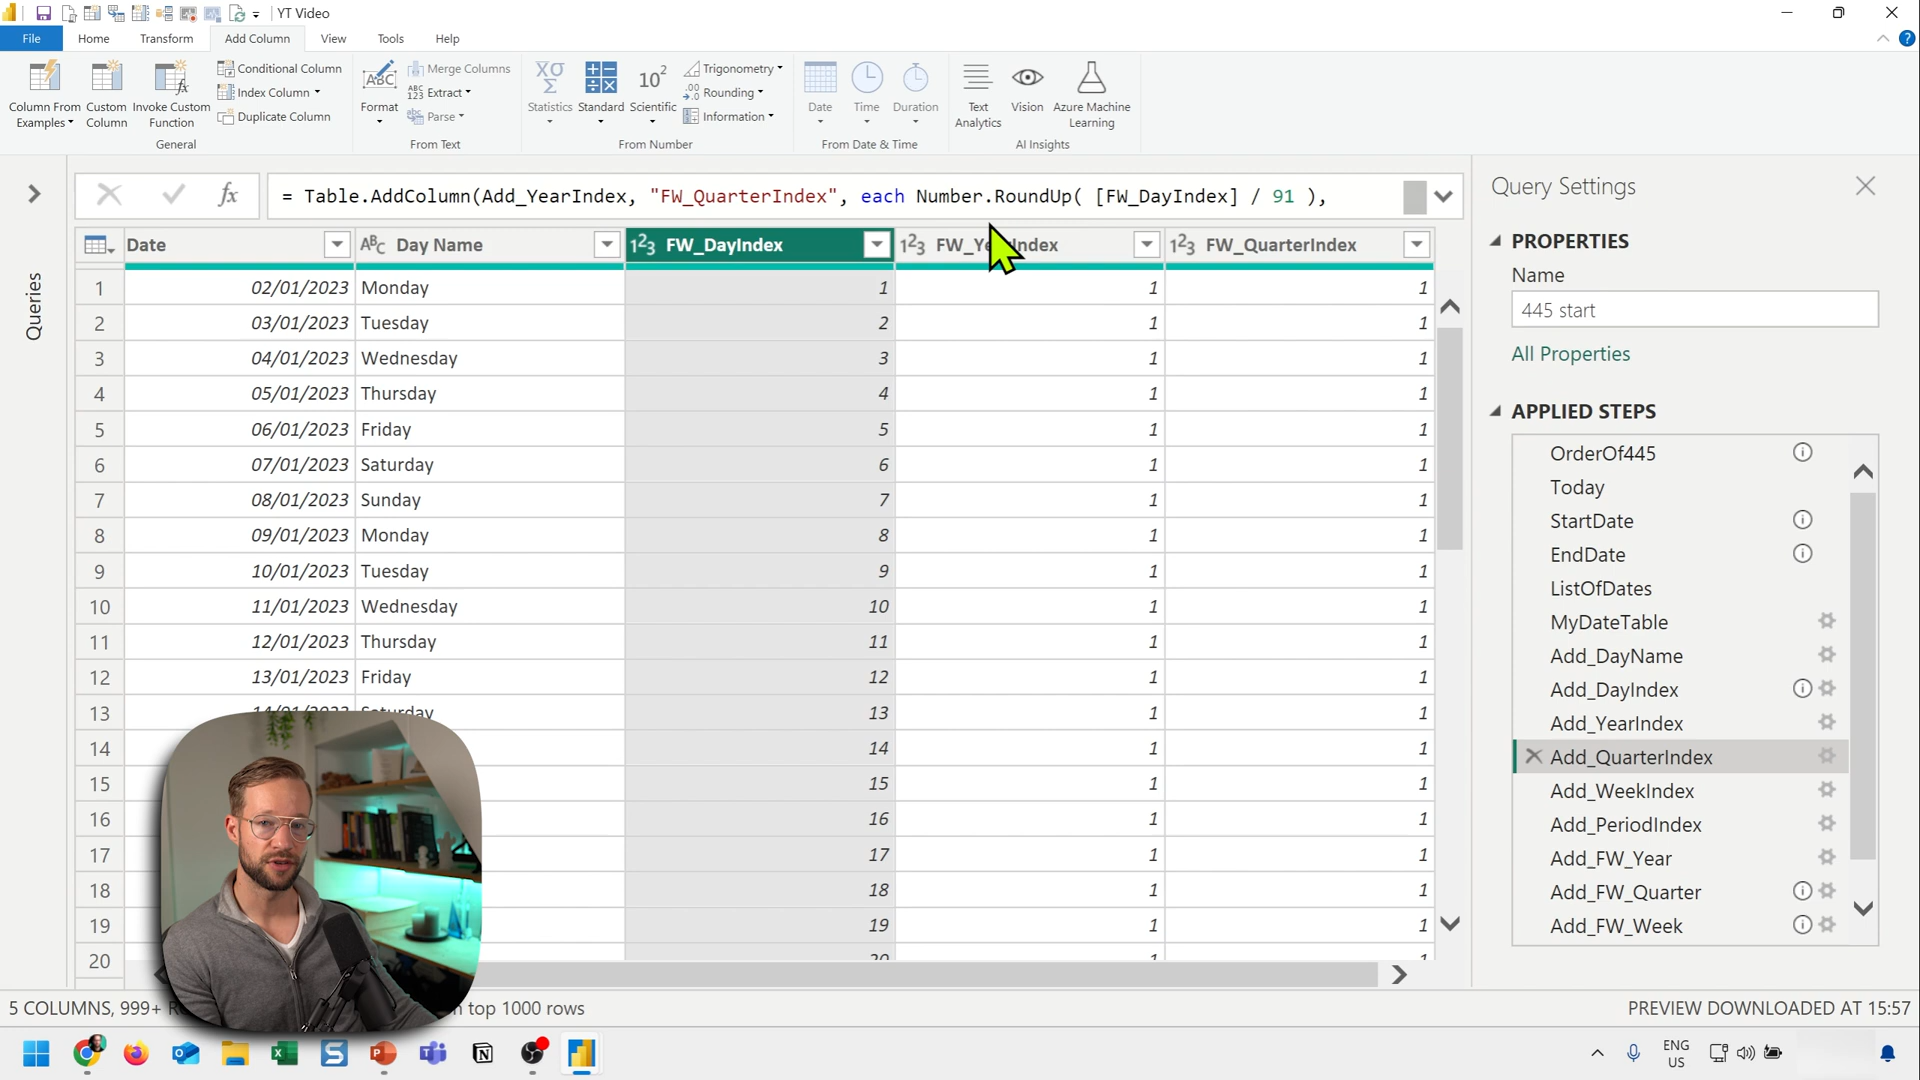 YT Video
File Home Transform Add Column View Tools Help
Column From Examples
Custom Column
Invoke Custom Function
Conditional Column
Index Column
Duplicate Column
General
Format
Merge Columns
Extract
Parse
From Text
Statistics
Standard
Scientific
Trigonometry
Rounding
Information
From Number
Date
Time
Duration
From Date & Time
Text Analytics
Vision
Azure Machine Learning
AI Insights
= Table.AddColumn(Add_YearIndex, "FW_QuarterIndex", each Number.RoundUp( [FW_DayIndex] / 91 ),
Queries
Date Day Name FW_DayIndex FW_QuarterIndex
1 02/01/2023 Monday 1 1 1
2 03/01/2023 Tuesday 2 1 1
3 04/01/2023 Wednesday 3 1 1
4 05/01/2023 Thursday 4 1 1
5 06/01/2023 Friday 5 1 1
6 07/01/2023 Saturday 6 1 1
7 08/01/2023 Sunday 7 1 1
8 09/01/2023 Monday 8 1 1
9 10/01/2023 Tuesday 9 1 1
10 11/01/2023 Wednesday 10 1 1
11 12/01/2023 Thursday 11 1 1
12 13/01/2023 Friday 12 1 1
13 14/01/2023 Saturday 13 1 1
14 14 1 1
15 15 1 1
16 16 1 1
17 17 1 1
18 18 1 1
19 19 1 1
20 20 1 1
5 COLUMNS, 999+
top 1000 rows
PREVIEW DOWNLOADED AT 15:57
Query Settings
PROPERTIES
Name
445 start
All Properties
APPLIED STEPS
OrderOf445
Today
StartDate
EndDate
ListOfDates
MyDateTable
Add_DayName
Add_DayIndex
Add_YearIndex
Add_QuarterIndex
Add_WeekIndex
Add_PeriodIndex
Add_FW_Year
Add_FW_Quarter
Add_FW_Week
ENG
US